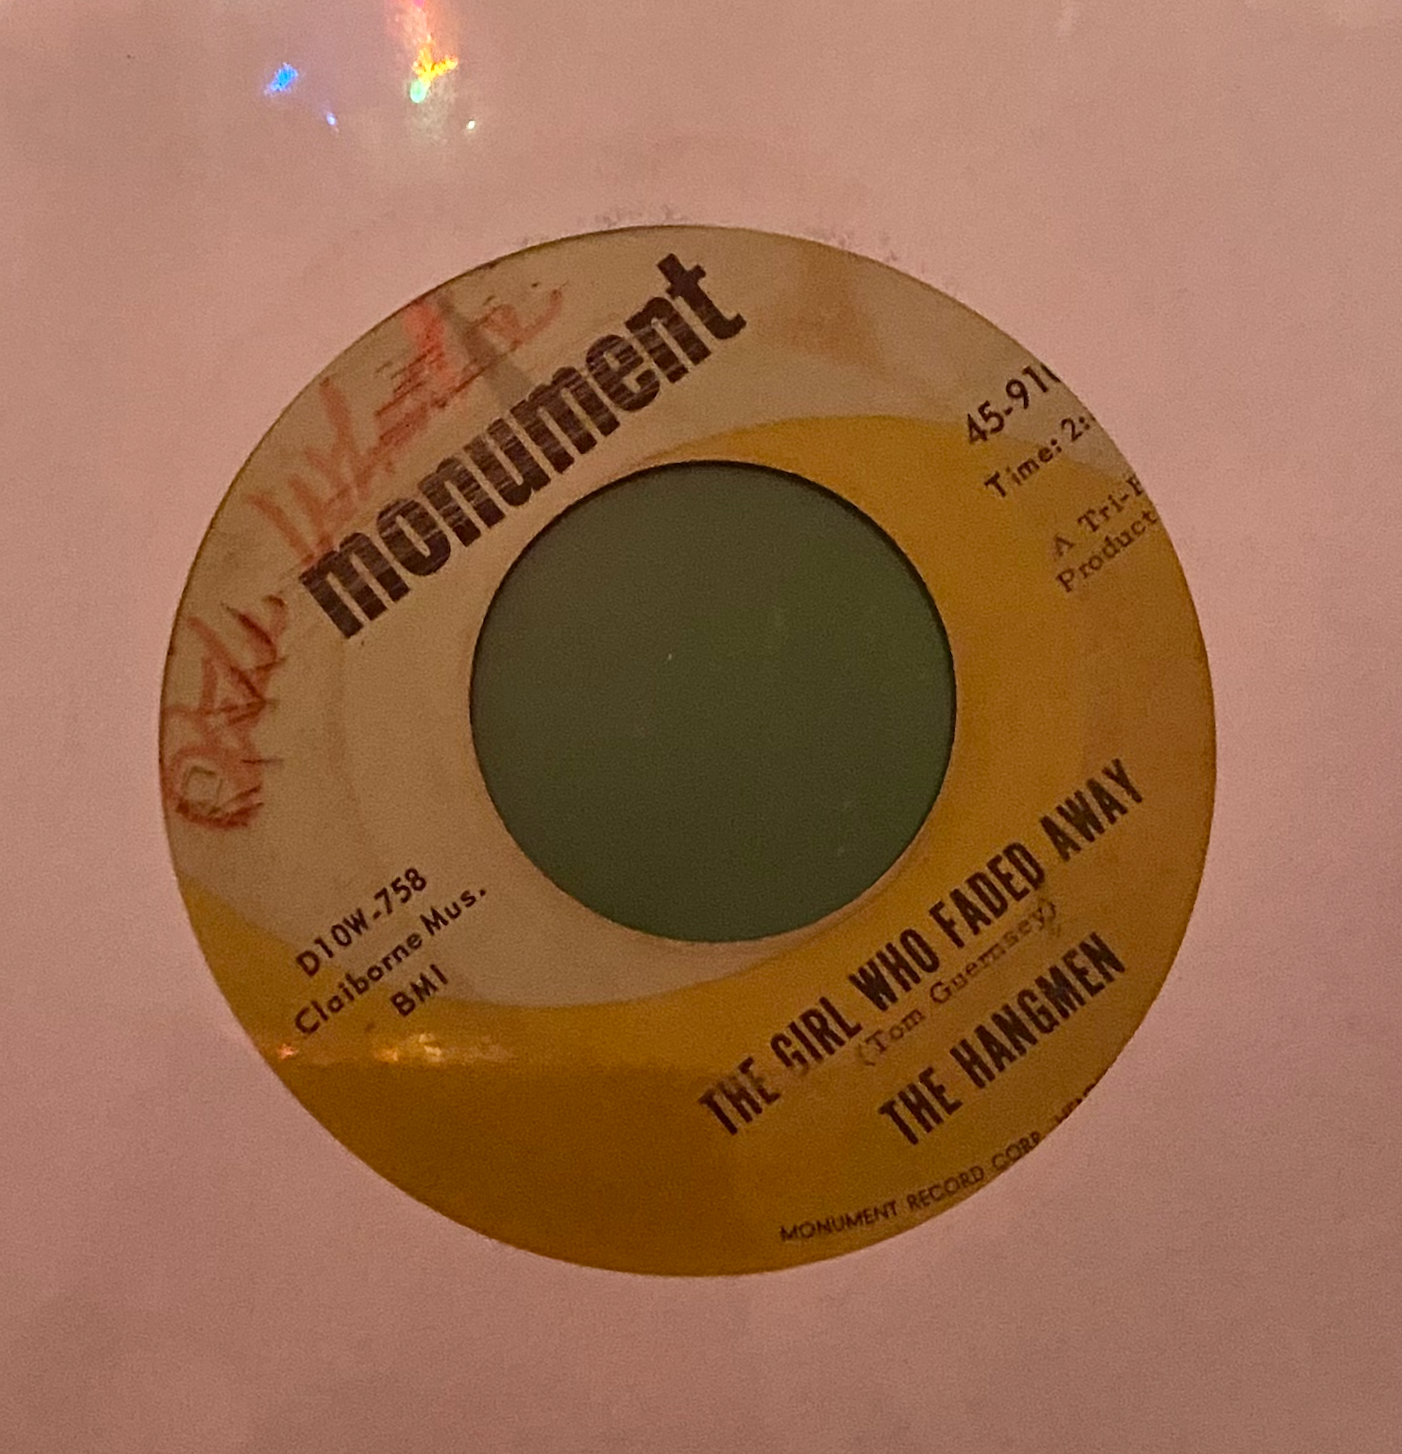 monument
45-910
Time: 2:
A Tri-
Product
D10W-758
Claiborne Mus.
BMI
THE GIRL WHO FADED AWAY
(Tom Guernsey)
THE HANGMEN
MONUMENT RECORD CORP.